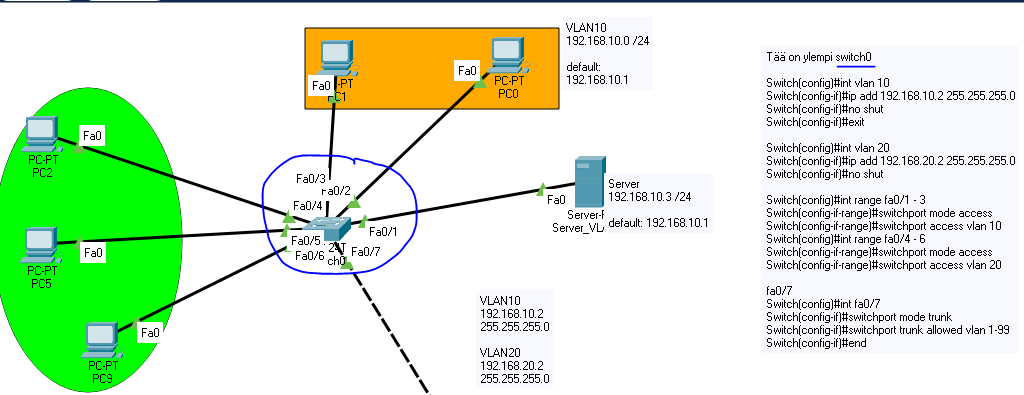 VLAN10
192.168.10.0 /24
default:
192.168.10.1
Fa0
PC1
Fa0
PC-PT
PC0
Fa0
PC-PT
PC2
Fa0
PC-PT
PC5
Fa0
PC-PT
PC9
Fa0/3
Fa0/2
Fa0/4
Fa0/1
Fa0/5
Fa0/6
Fa0/7
Fa0
Server
192.168.10.3 /24
default: 192.168.10.1
VLAN10
192.168.10.2
255.255.255.0
VLAN20
192.168.20.2
255.255.255.0
Tää on ylempi switch0
Switch(config)#int vlan 10
Switch(config-if)#ip add 192.168.10.2 255.255.255.0
Switch(config-if)#no shut
Switch(config-if)#exit
Switch(config)#int vlan 20
Switch(config-if)#ip add 192.168.20.2 255.255.255.0
Switch(config-if)#no shut
Switch(config)#int range fa0/1 - 3
Switch(config-if-range)#switchport mode access
Switch(config-if-range)#switchport access vlan 10
Switch(config)#int range fa0/4 - 6
Switch(config-if-range)#switchport mode access
Switch(config-if-range)#switchport access vlan 20
fa0/7
Switch(config)#int fa0/7
Switch(config-if)#switchport mode trunk
Switch(config-if)#switchport trunk allowed vlan 1-99
Switch(config-if)#end